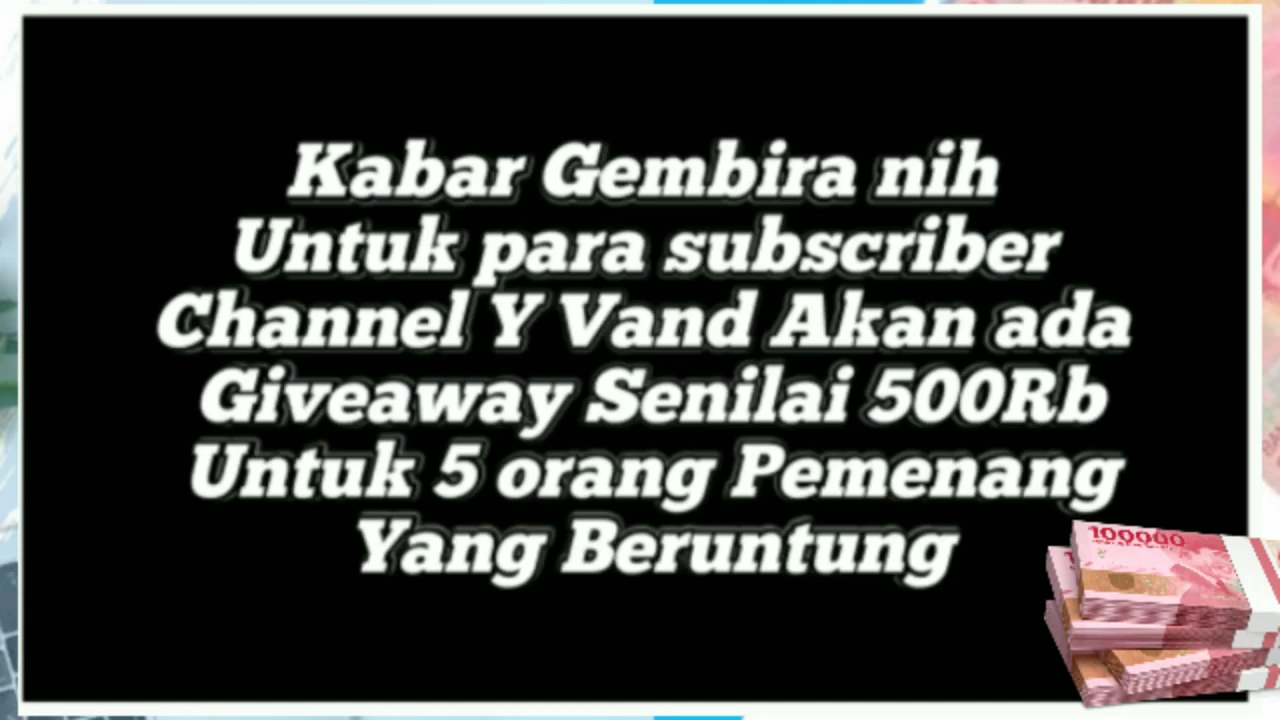 Kabar Gembira nih
Untuk para subscriber
Channel Y Vand Akan ada
Giveaway Senilai 500Rb
Untuk 5 orang Pemenang
Yang Beruntung
100000